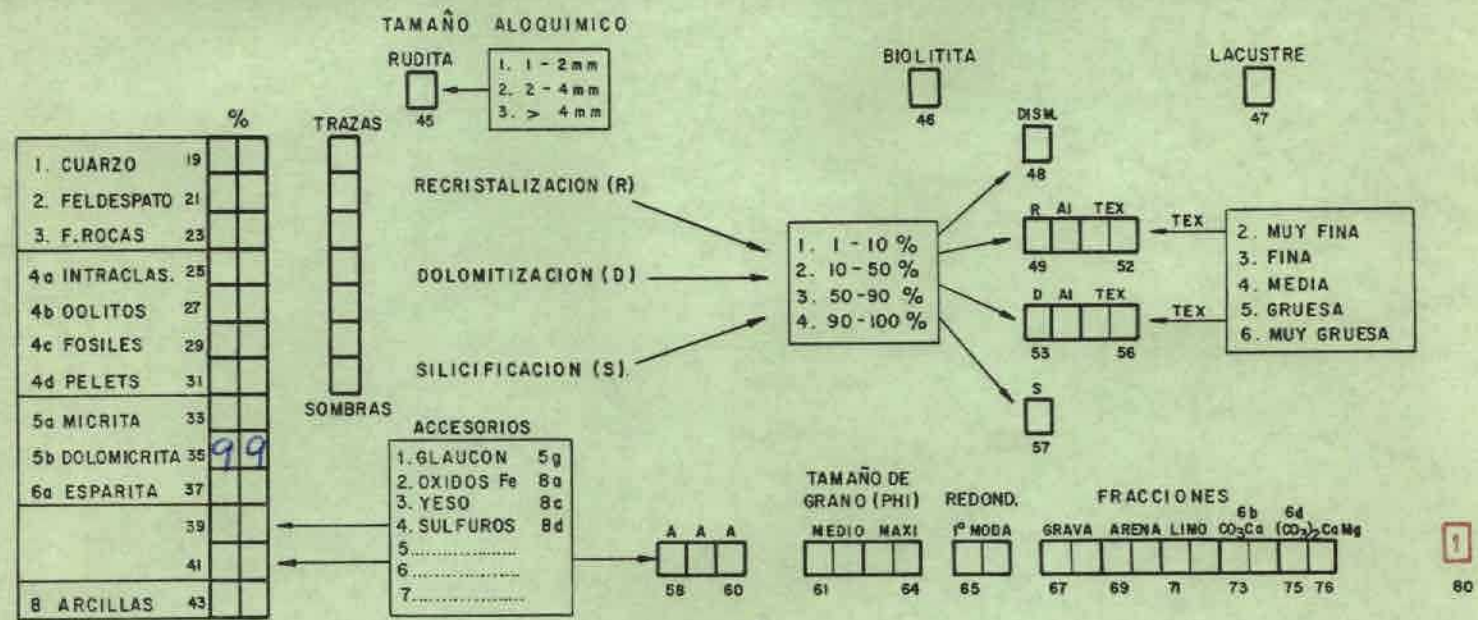 TAMAÑO ALOQUIMICO
RUDITA
45
1. 1 - 2 mm
2. 2 - 4 mm
3. > 4 mm
BIOLITITA
46
LACUSTRE
47
%
1. CUARZO 19
2. FELDESPATO 21
3. F.ROCAS 23
4a INTRACLAS. 25
4b OOLITOS 27
4c FOSILES 29
4d PELETS 31
5a MICRITA 33
5b DOLOMICRITA 35 9 9
6a ESPARITA 37
39
41
8 ARCILLAS 43
TRAZAS
SOMBRAS
RECRISTALIZACION (R)
DOLOMITIZACION (D)
SILICIFICACION (S).
1. 1 - 10 %
2. 10 - 50 %
3. 50 - 90 %
4. 90 - 100 %
DISM.
48
R AI TEX
49 52
D AI TEX
53 56
S
57
TEX
TEX
2. MUY FINA
3. FINA
4. MEDIA
5. GRUESA
6. MUY GRUESA
ACCESORIOS
1. GLAUCON 5g
2. OXIDOS Fe 8a
3. YESO 8c
4. SULFUROS 8d
5................
6................
7................
A A A
58 60
TAMAÑO DE
GRANO (PHI)
MEDIO MAXI
61 64
REDOND.
1º MODA
65
FRACCIONES
6b 6d
GRAVA ARENA LIMO CO3Ca (CO3)2CaMg
67 69 71 73 75 76
1
80